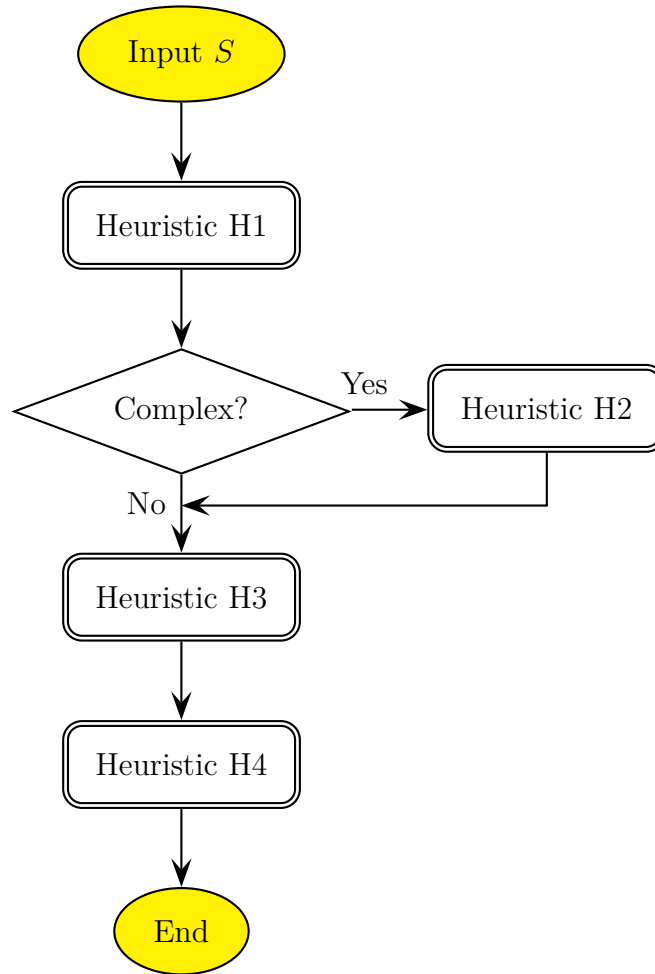 Input S
Heuristic H1
Complex?
Yes
Heuristic H2
No
Heuristic H3
Heuristic H4
End